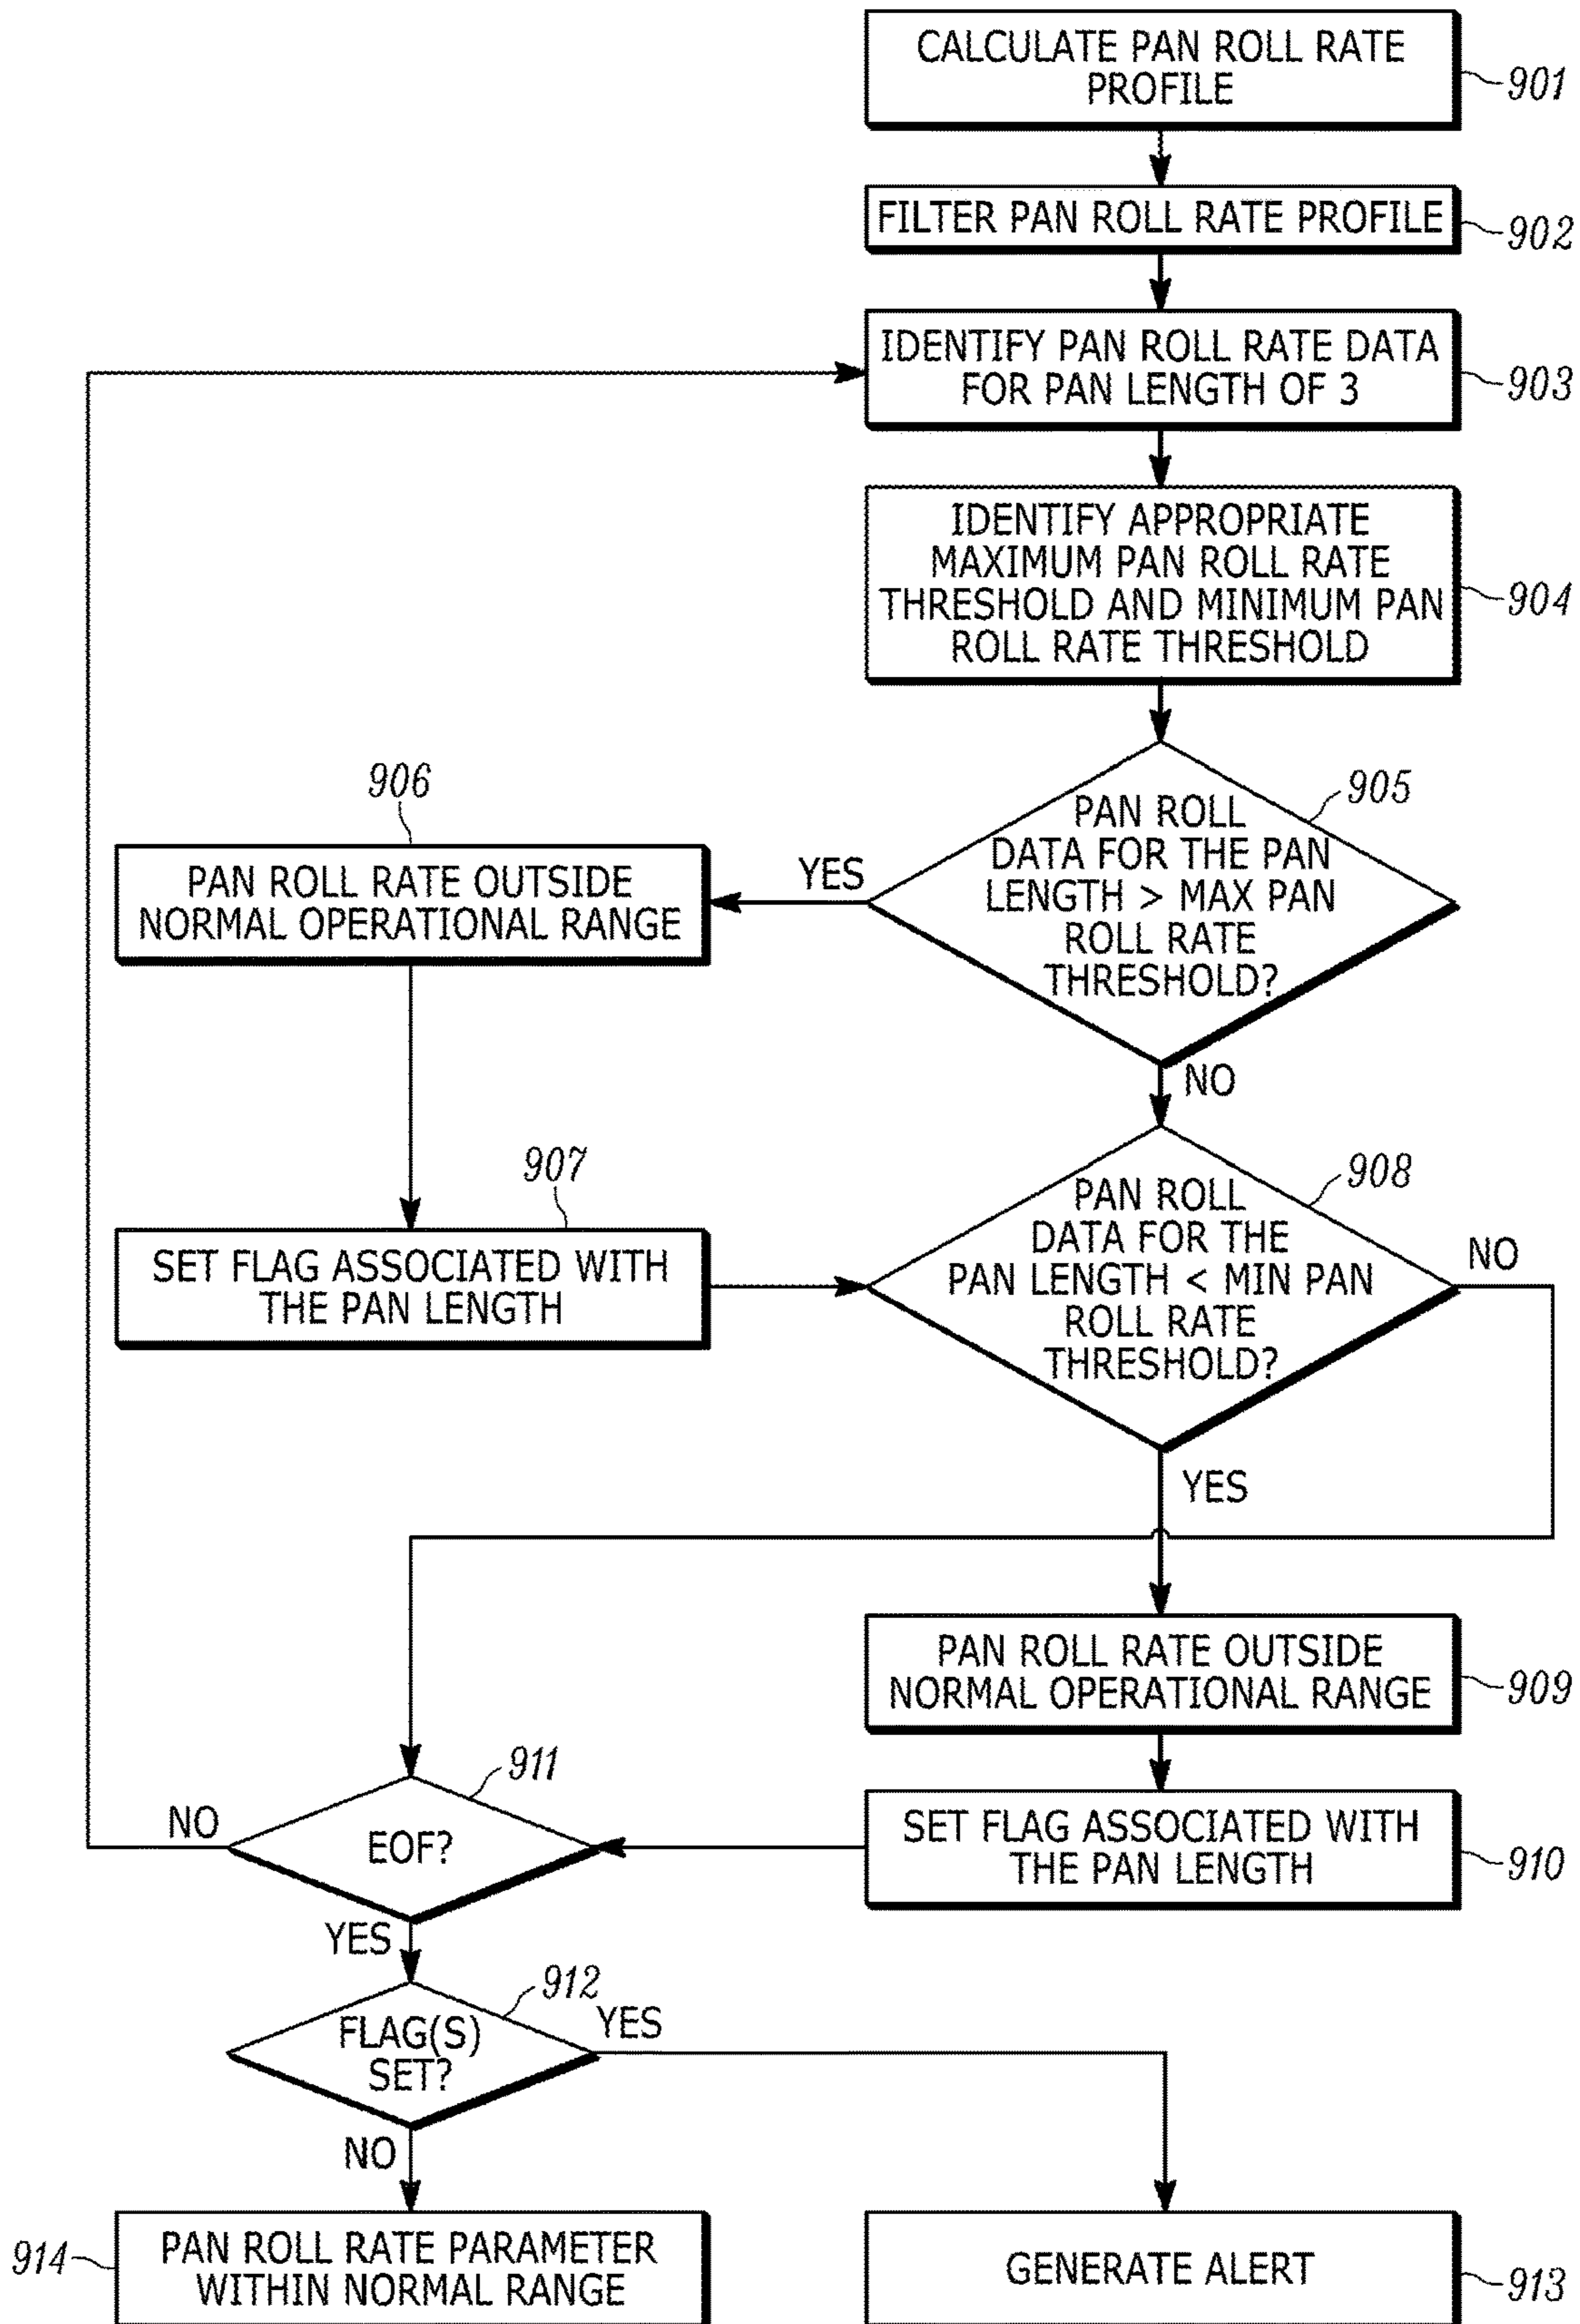 CALCULATE PAN ROLL RATE
PROFILE
901
FILTER PAN ROLL RATE PROFILE
902
IDENTIFY PAN ROLL RATE DATA
FOR PAN LENGTH OF 3
903
IDENTIFY APPROPRIATE
MAXIMUM PAN ROLL RATE
THRESHOLD AND MINIMUM PAN
ROLL RATE THRESHOLD
904
PAN ROLL
DATA FOR THE PAN
LENGTH > MAX PAN
ROLL RATE
THRESHOLD?
905
YES
NO
906
PAN ROLL RATE OUTSIDE
NORMAL OPERATIONAL RANGE
907
SET FLAG ASSOCIATED WITH
THE PAN LENGTH
PAN ROLL
DATA FOR THE
PAN LENGTH < MIN PAN
ROLL RATE
THRESHOLD?
908
NO
YES
PAN ROLL RATE OUTSIDE
NORMAL OPERATIONAL RANGE
909
SET FLAG ASSOCIATED WITH
THE PAN LENGTH
910
911
EOF?
NO
YES
912
FLAG(S)
SET?
YES
NO
914
PAN ROLL RATE PARAMETER
WITHIN NORMAL RANGE
GENERATE ALERT
913